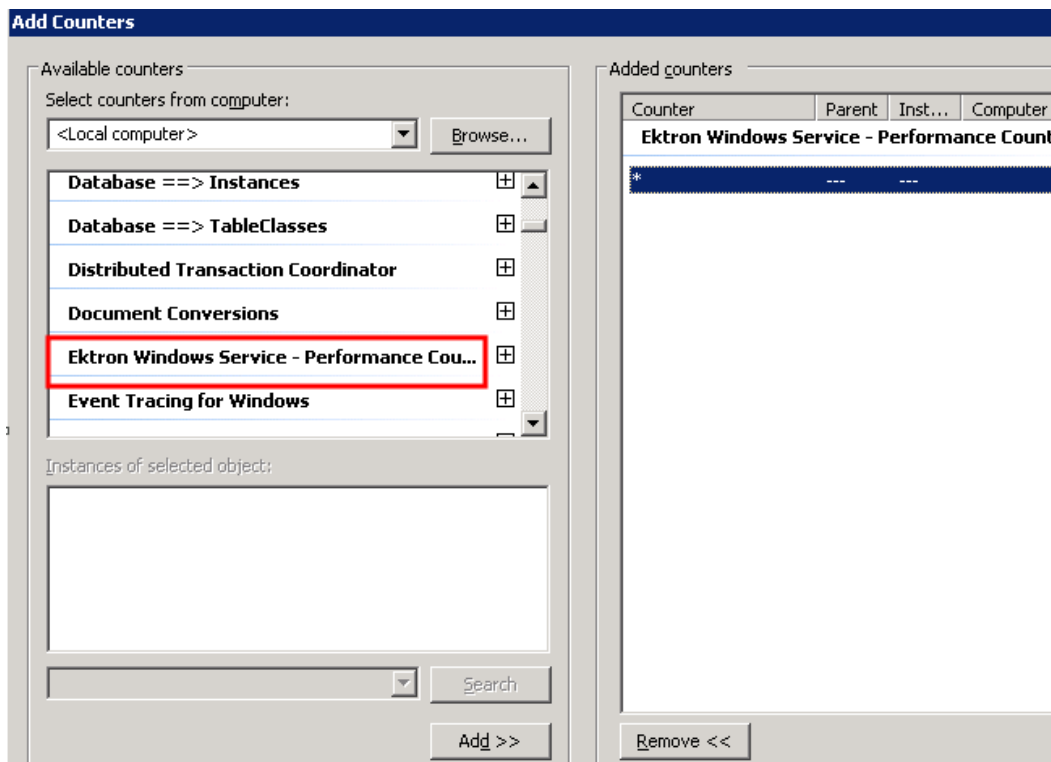 Add Counters
Available counters
Select counters from computer:
<Local computer>
Browse...
Database ==> Instances
Database ==> TableClasses
Distributed Transaction Coordinator
Document Conversions
Ektron Windows Service - Performance Cou...
Event Tracing for Windows
Instances of selected object:
Search
Add >>
Added counters
Counter Parent Inst... Computer
Ektron Windows Service - Performance Count
* --- ---
Remove <<